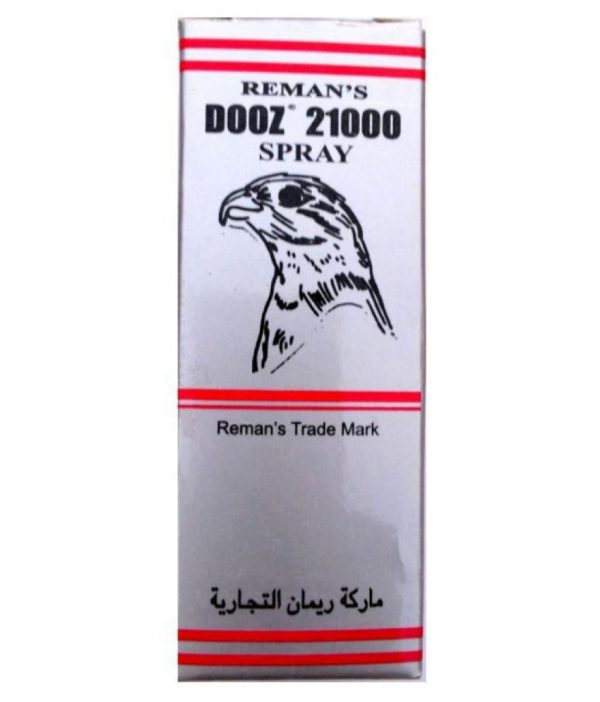 REMAN'S
DOOZ® 21000
SPRAY
Reman's Trade Mark
ماركة ريمان التجارية